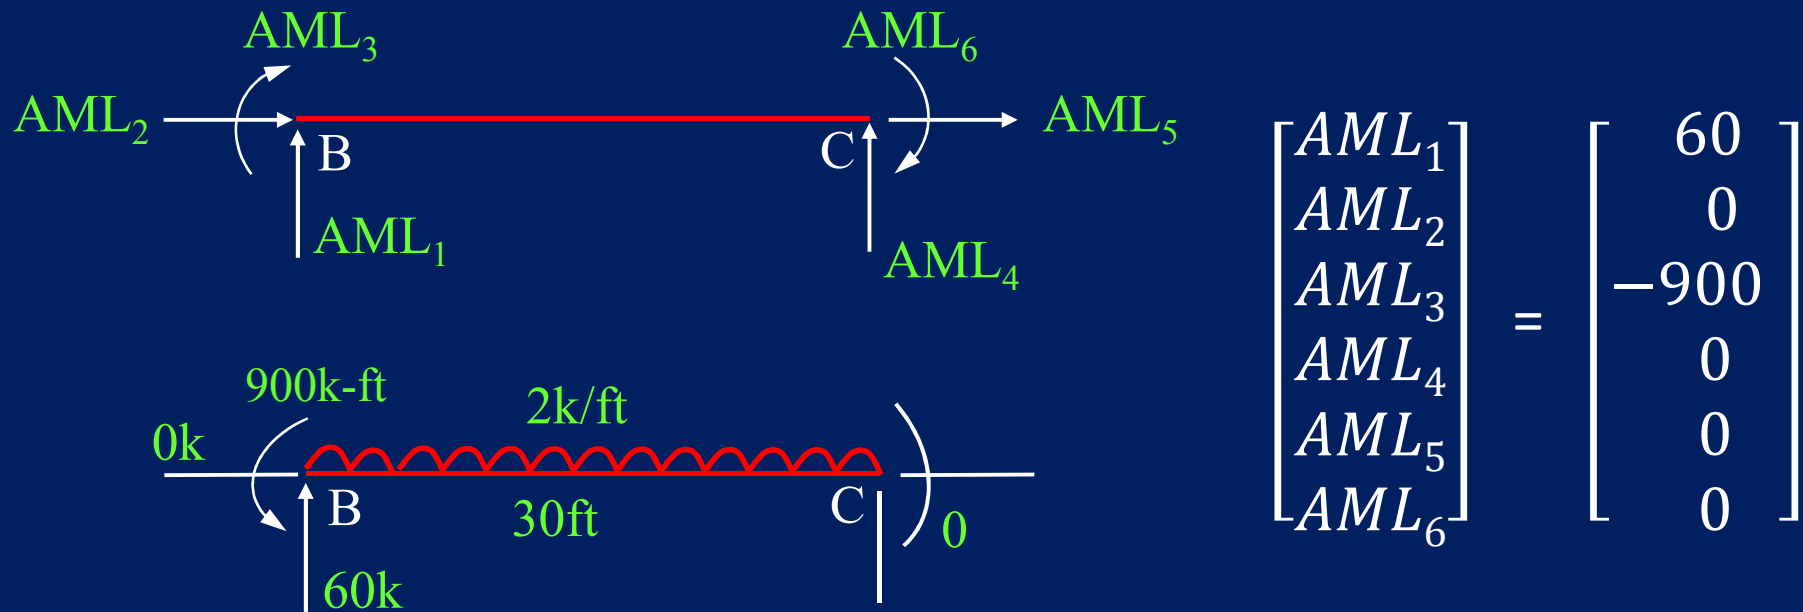 AML₃
AML₆
AML₂
B
C
AML₅
AML₁
AML₄
900k-ft
2k/ft
0k
B
30ft
C
0
60k
[AML₁] = [60]
[AML₂] [0]
[AML₃] [−900]
[AML₄] [0]
[AML₅] [0]
[AML₆] [0]